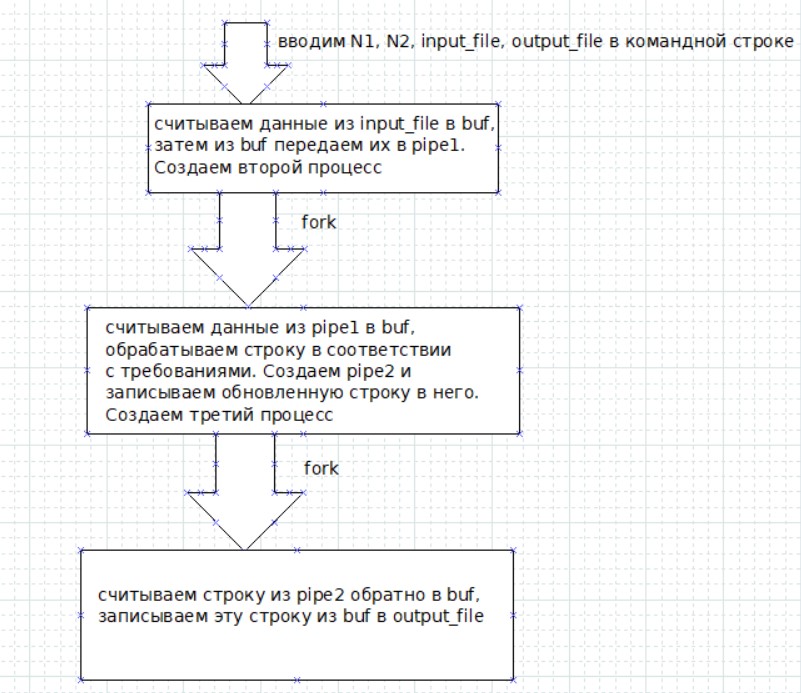 вводим N1, N2, input_file, output_file в командной строке
считываем данные из input_file в buf,
затем из buf передаем их в pipe1.
Создаем второй процесс
fork
считываем данные из pipe1 в buf,
обрабатываем строку в соответствии
с требованиями. Создаем pipe2 и
записываем обновленную строку в него.
Создаем третий процесс
fork
считываем строку из pipe2 обратно в buf,
записываем эту строку из buf в output_file